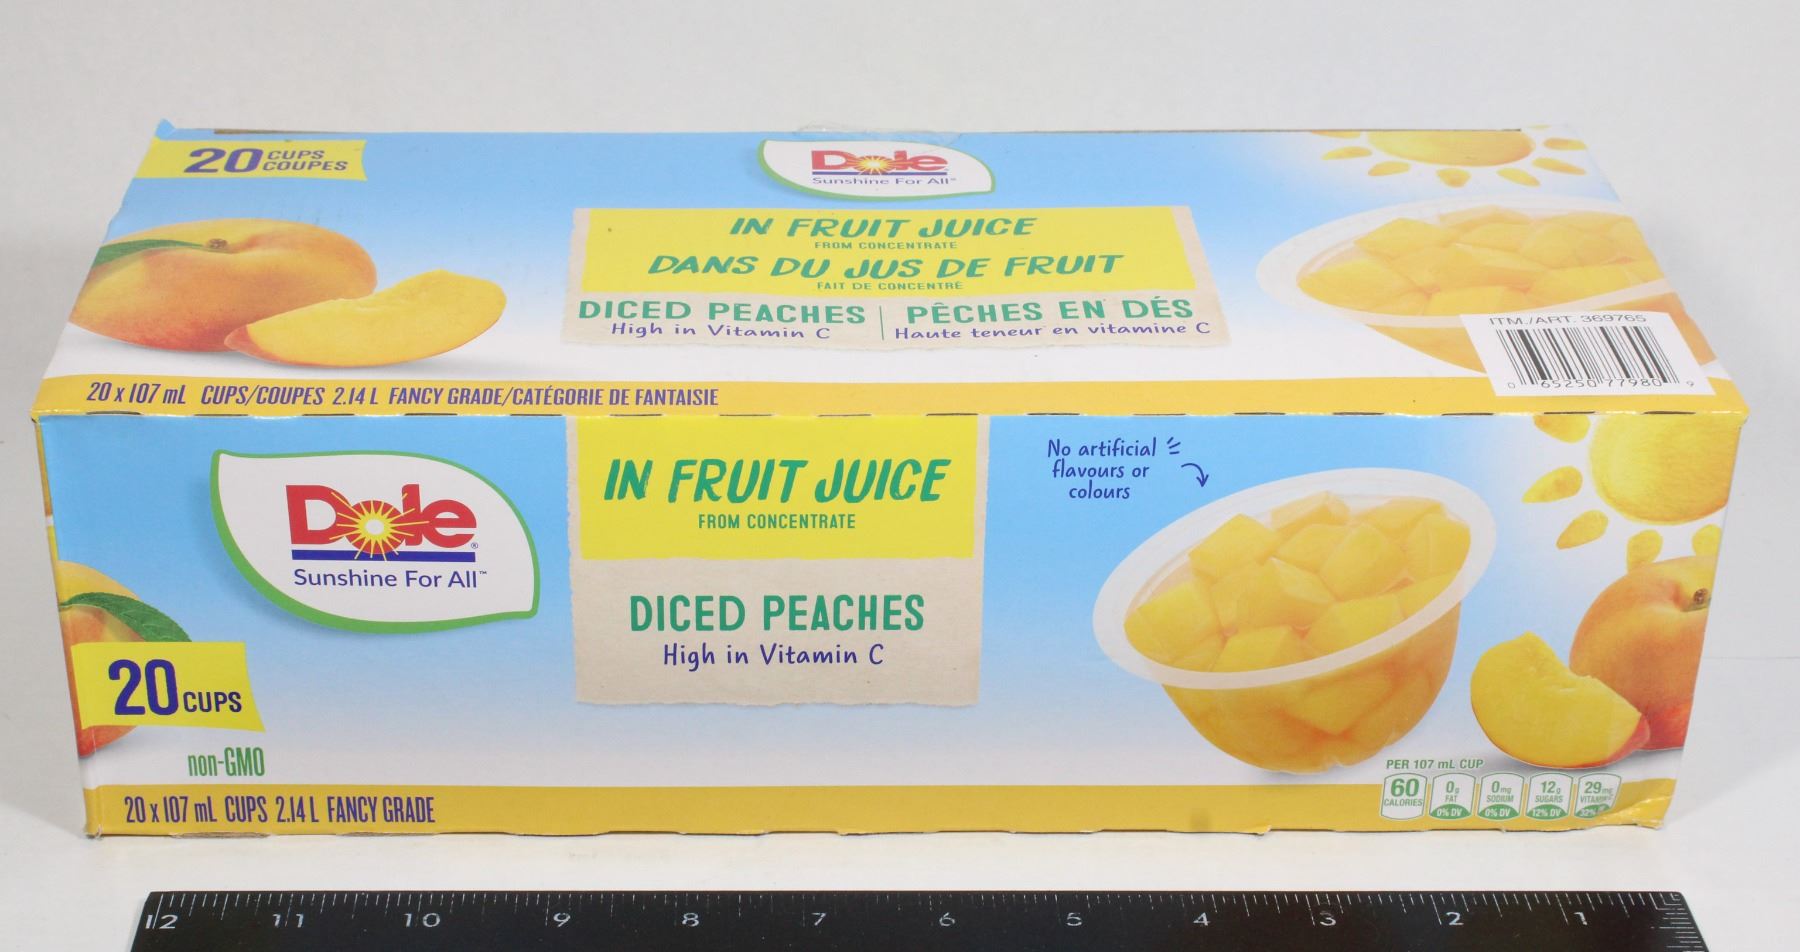 20 CUPS
COUPES
Dole
Sunshine For All™
IN FRUIT JUICE
FROM CONCENTRATE
DANS DU JUS DE FRUIT
FAIT DE CONCENTRÉ
DICED PEACHES
High in Vitamin C
PÊCHES EN DÉS
Haute teneur en vitamine C
ITM./ART. 369765
0 65250 77980 9
20 x 107 mL CUPS/COUPES 2.14 L FANCY GRADE/CATÉGORIE DE FANTAISIE
Dole®
Sunshine For All™
IN FRUIT JUICE
FROM CONCENTRATE
DICED PEACHES
High in Vitamin C
No artificial
flavours or
colours
20 CUPS
non-GMO
20 x 107 mL CUPS 2.14 L FANCY GRADE
PER 107 mL CUP
60 CALORIES
0g FAT 0% DV
0mg SODIUM 0% DV
12g SUGARS 12% DV
29mg VITAMIN C 32%
12 11 10 9 8 7 6 5 4 3 2 1